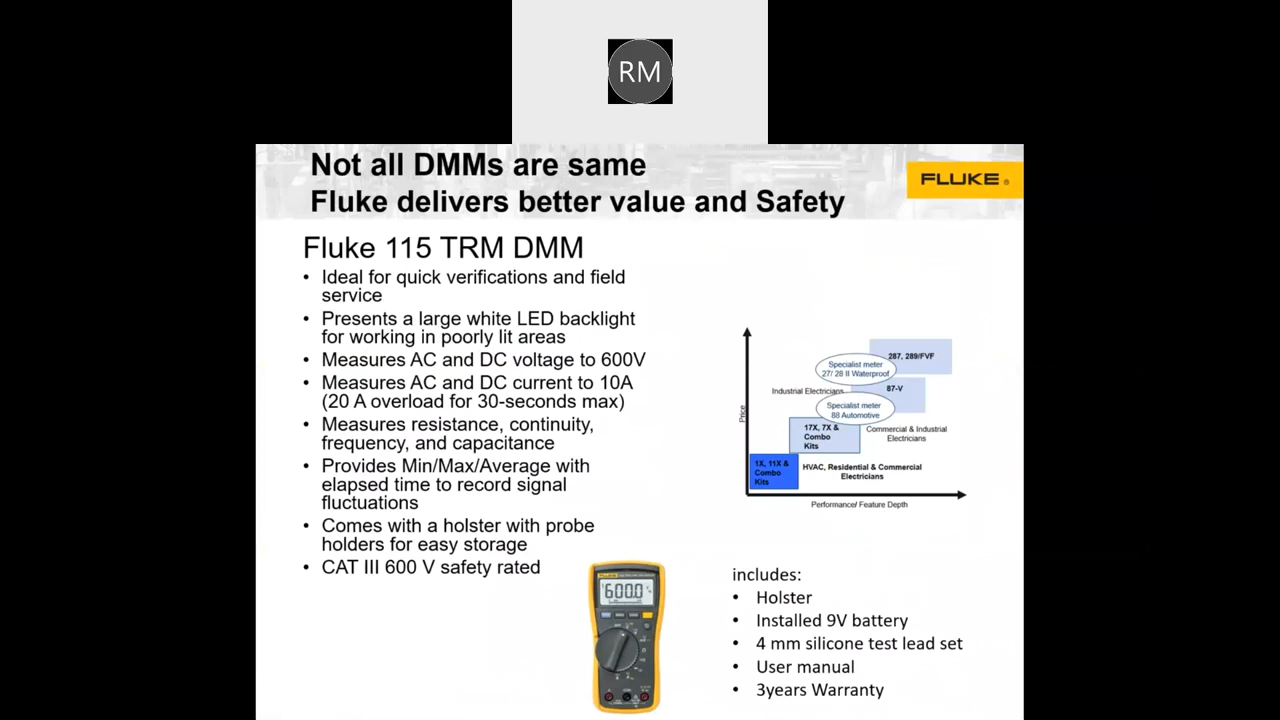 RM
Not all DMMs are same
Fluke delivers better value and Safety
FLUKE ®
Fluke 115 TRM DMM
• Ideal for quick verifications and field
service
• Presents a large white LED backlight
for working in poorly lit areas
• Measures AC and DC voltage to 600V
• Measures AC and DC current to 10A
(20 A overload for 30-seconds max)
• Measures resistance, continuity,
frequency, and capacitance
• Provides Min/Max/Average with
elapsed time to record signal
fluctuations
• Comes with a holster with probe
holders for easy storage
• CAT III 600 V safety rated
Price
287, 289/FVF
Specialist meter
27/ 28 II Waterproof
Industrial Electricians
87-V
Specialist meter
88 Automotive
17X, 7X &
Combo
Kits
Commercial & Industrial
Electricians
1X, 11X &
Combo
Kits
HVAC, Residential & Commercial
Electricians
Performance/ Feature Depth
FLUKE
600.0
includes:
• Holster
• Installed 9V battery
• 4 mm silicone test lead set
• User manual
• 3years Warranty